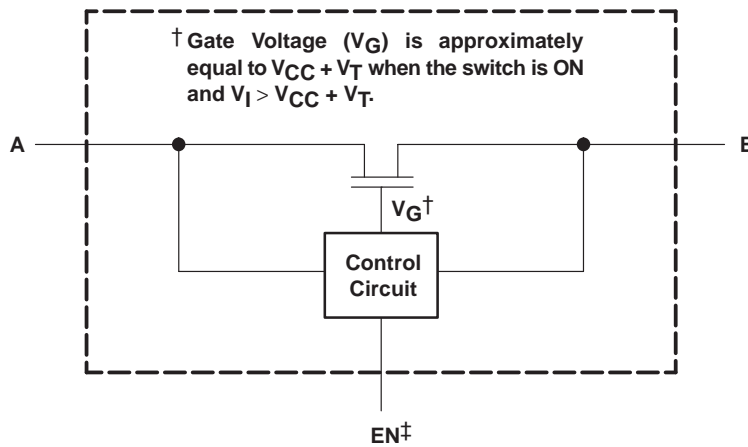 † Gate Voltage (VG) is approximately
equal to VCC + VT when the switch is ON
and VI > VCC + VT.
A
VG†
Control
Circuit
EN‡